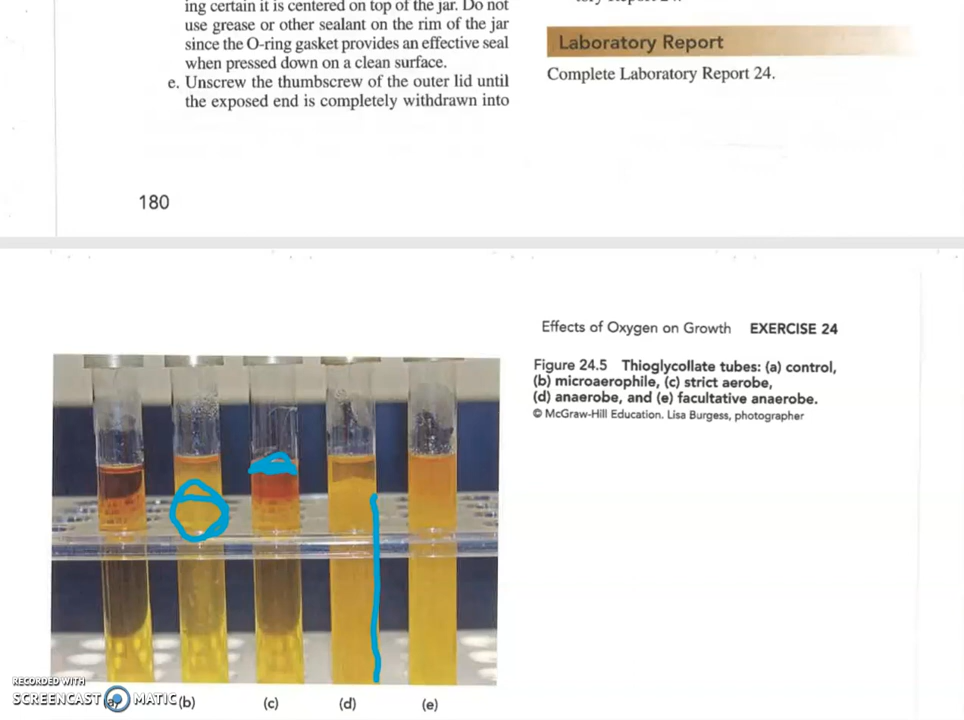 ing certain it is centered on top of the jar. Do not
use grease or other sealant on the rim of the jar
since the O-ring gasket provides an effective seal
when pressed down on a clean surface.
e. Unscrew the thumbscrew of the outer lid until
the exposed end is completely withdrawn into
Laboratory Report
Complete Laboratory Report 24.
180
Effects of Oxygen on Growth EXERCISE 24
Figure 24.5 Thioglycollate tubes: (a) control,
(b) microaerophile, (c) strict aerobe,
(d) anaerobe, and (e) facultative anaerobe.
© McGraw-Hill Education. Lisa Burgess, photographer
(a) (b) (c) (d) (e)
RECORDED WITH
SCREENCAST MATIC